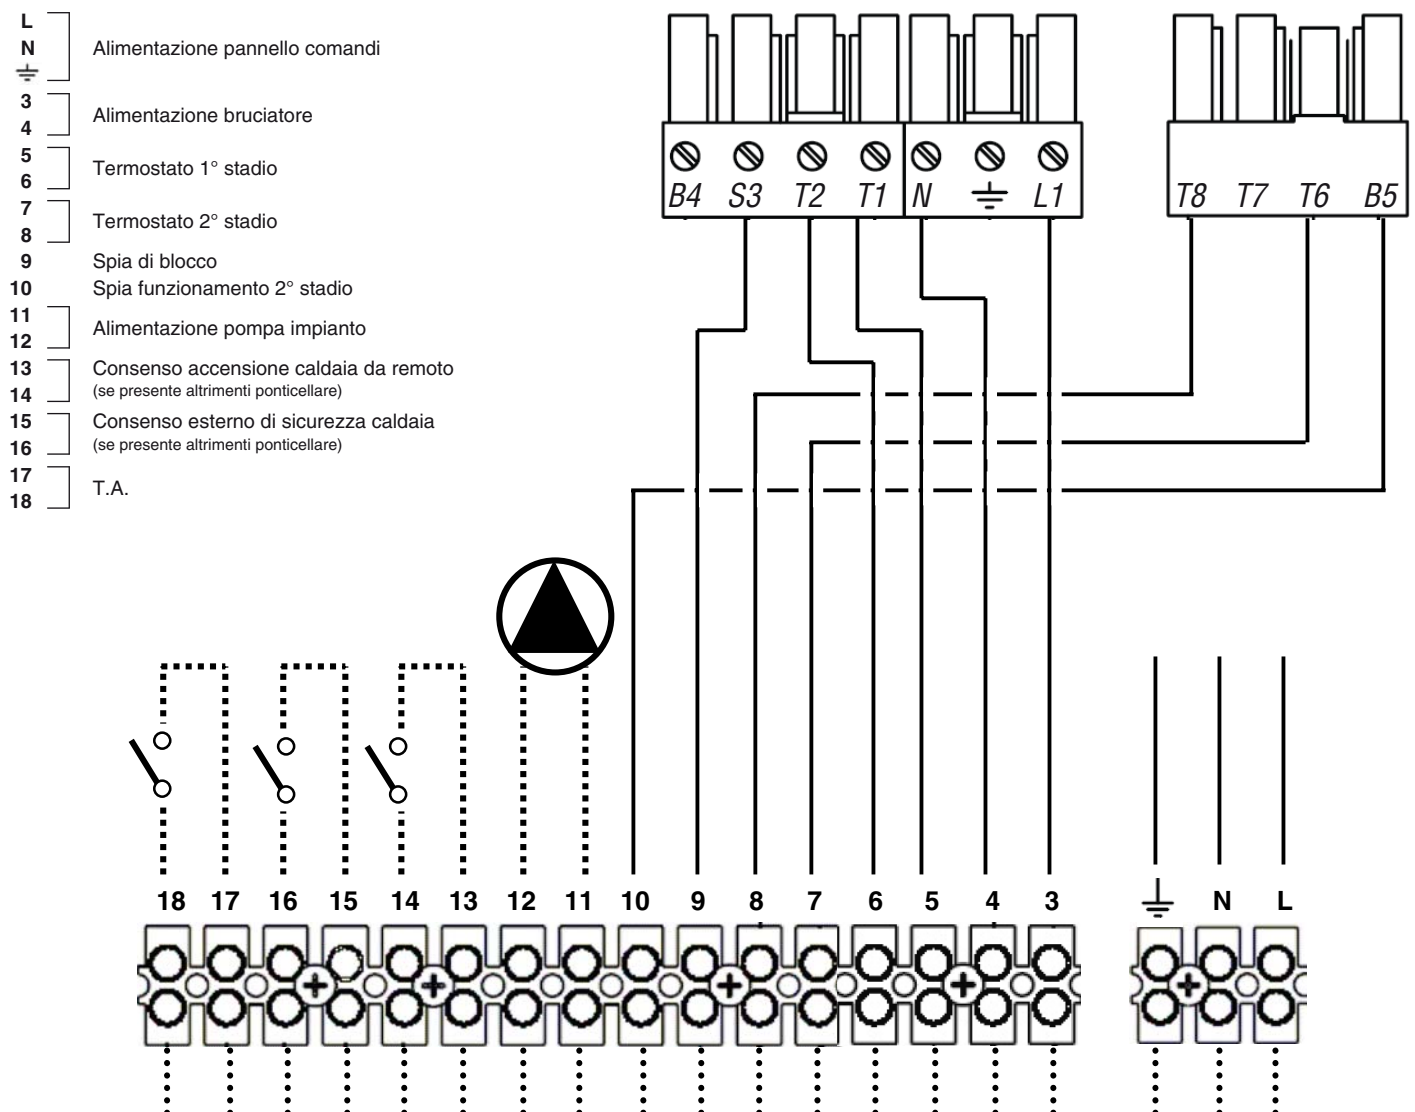 L
N
Alimentazione pannello comandi
3
4
Alimentazione bruciatore
5
6
Termostato 1° stadio
7
8
Termostato 2° stadio
9 Spia di blocco
10 Spia funzionamento 2° stadio
11
12
Alimentazione pompa impianto
13 Consenso accensione caldaia da remoto
14 (se presente altrimenti ponticellare)
15 Consenso esterno di sicurezza caldaia
16 (se presente altrimenti ponticellare)
17
18
T.A.
B4 S3 T2 T1 N L1
T8 T7 T6 B5
18 17 16 15 14 13 12 11 10 9 8 7 6 5 4 3 N L